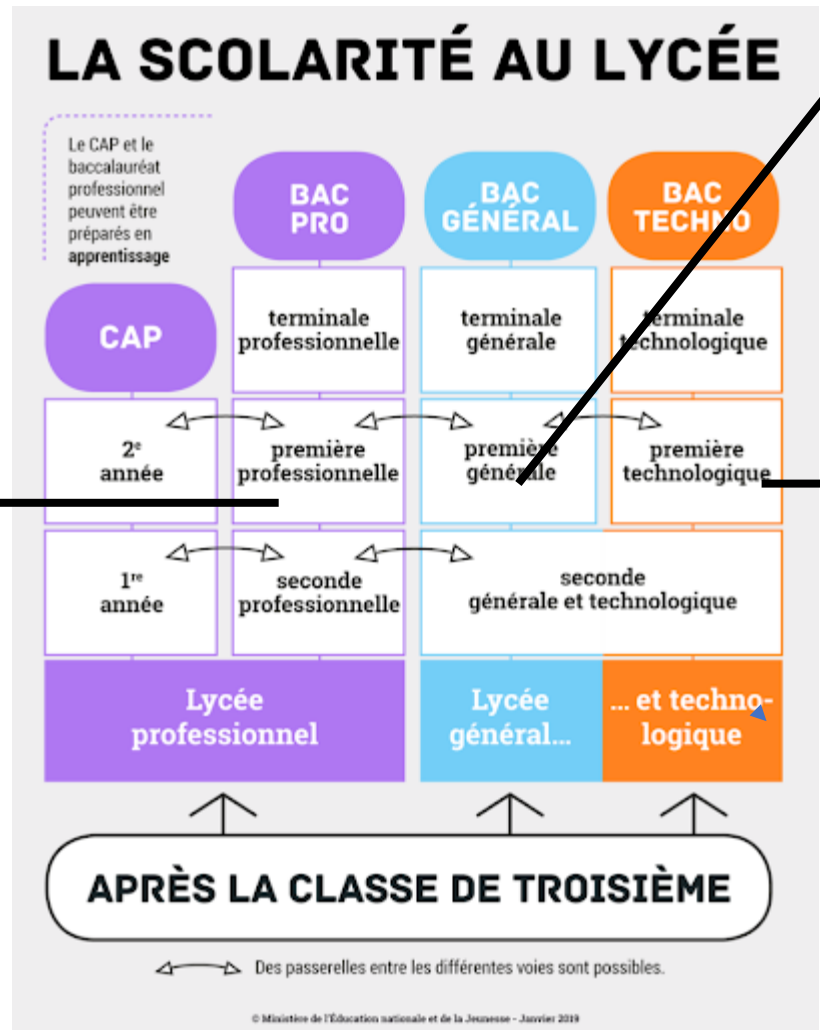 LA SCOLARITÉ AU LYCÉE
Le CAP et le
baccalauréat
professionnel
peuvent être
préparés en
apprentissage
BAC
PRO
BAC
GÉNÉRAL
BAC
TECHNO
CAP
terminale
professionnelle
terminale
générale
terminale
technologique
2e
année
première
professionnelle
première
générale
première
technologique
1re
année
seconde
professionnelle
seconde
générale et technologique
Lycée
professionnel
Lycée
général...
... et techno-
logique
APRÈS LA CLASSE DE TROISIÈME
Des passerelles entre les différentes voies sont possibles.
© Ministère de l'Éducation nationale et de la Jeunesse - Janvier 2019